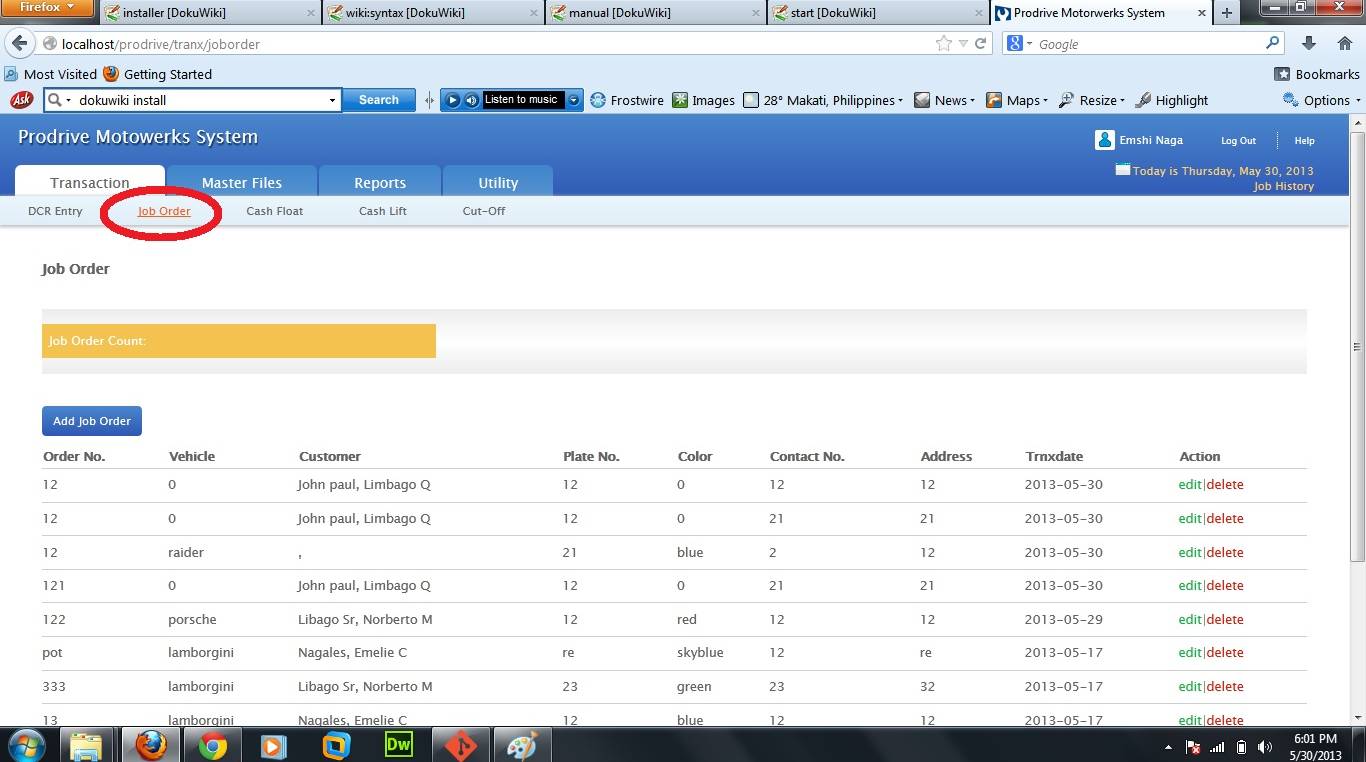 Firefox
installer [DokuWiki]
wiki:syntax [DokuWiki]
manual [DokuWiki]
start [DokuWiki]
Prodrive Motorwerks System
localhost/prodrive/tranx/joborder
Google
Most Visited Getting Started
Bookmarks
Ask dokuwiki install Search Listen to music Frostwire Images 28° Makati, Philippines News Maps Resize Highlight Options
Prodrive Motowerks System
Emshi Naga Log Out Help
Today is Thursday, May 30, 2013
Job History
Transaction Master Files Reports Utility
DCR Entry Job Order Cash Float Cash Lift Cut-Off
Job Order
Job Order Count:
Add Job Order
Order No. Vehicle Customer Plate No. Color Contact No. Address Trnxdate Action
12 0 John paul, Limbago Q 12 0 12 12 2013-05-30 edit|delete
12 0 John paul, Limbago Q 12 0 21 21 2013-05-30 edit|delete
12 raider , 21 blue 2 12 2013-05-30 edit|delete
121 0 John paul, Limbago Q 12 0 21 21 2013-05-30 edit|delete
122 porsche Libago Sr, Norberto M 12 red 12 12 2013-05-29 edit|delete
pot lamborgini Nagales, Emelie C re skyblue 12 re 2013-05-17 edit|delete
333 lamborgini Libago Sr, Norberto M 23 green 23 32 2013-05-17 edit|delete
13 lamborgini Nagales, Emelie C 12 blue 12 12 2013-05-17 edit|delete
Dw
6:01 PM
5/30/2013